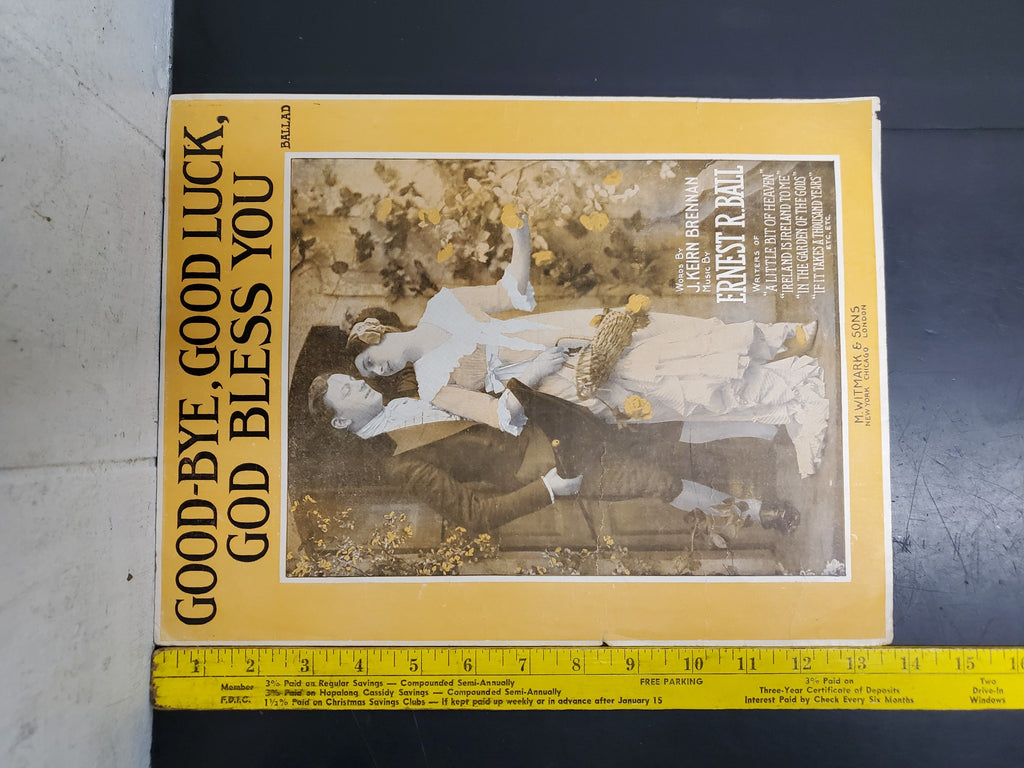 GOOD-BYE, GOOD LUCK,
GOD BLESS YOU
BALLAD
WORDS BY
J. KEIRN BRENNAN
MUSIC BY
ERNEST R. BALL
WRITERS OF
"A LITTLE BIT OF HEAVEN"
"IRELAND IS IRELAND TO ME"
"IN THE GARDEN OF THE GODS"
"IF IT TAKES A THOUSAND YEARS"
ETC. ETC.
M. WITMARK & SONS
NEW YORK CHICAGO LONDON
1 2 3 4 5 6 7 8 9 10 11 12 13 14 15
Member
F.D.I.C.
3% Paid on Regular Savings — Compounded Semi-Annually
3% Paid on Hopalong Cassidy Savings — Compounded Semi-Annually
1½% Paid on Christmas Savings Clubs — If kept paid up weekly or in advance after January 15
FREE PARKING
3% Paid on
Three-Year Certificate of Deposits
Interest Paid by Check Every Six Months
Two
Drive-In
Windows